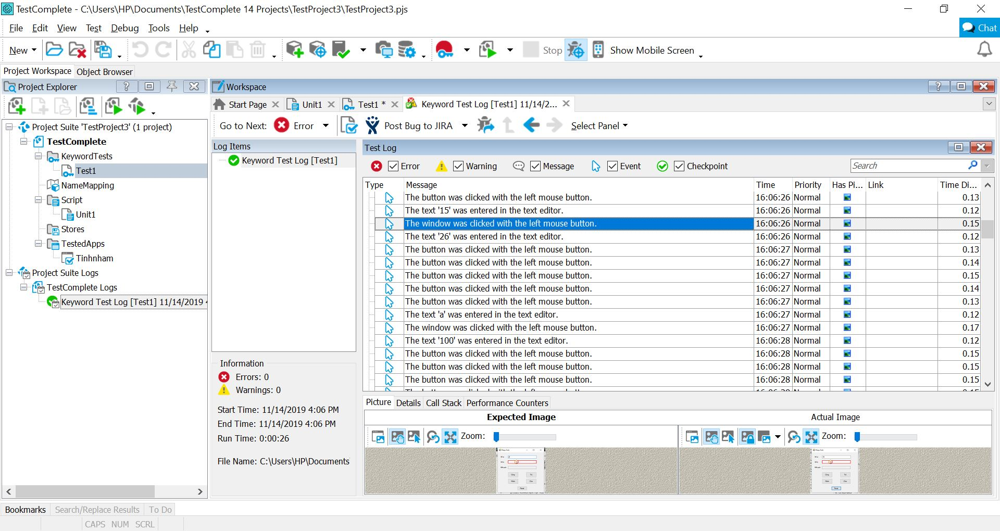 TestComplete - C:\Users\HP\Documents\TestComplete 14 Projects\TestProject3\TestProject3.pjs
File Edit View Test Debug Tools Help
Chat
New Stop Show Mobile Screen
Project Workspace Object Browser
Project Explorer
Project Suite 'TestProject3' (1 project)
TestComplete
KeywordTests
Test1
NameMapping
Script
Unit1
Stores
TestedApps
Tinhnham
Project Suite Logs
TestComplete Logs
Keyword Test Log [Test1] 11/14/2019
Workspace
Start Page Unit1 Test1 * Keyword Test Log [Test1] 11/14/2...
Go to Next: Error Post Bug to JIRA Select Panel
Log Items
Keyword Test Log [Test1]
Information
Errors: 0
Warnings: 0
Start Time: 11/14/2019 4:06 PM
End Time: 11/14/2019 4:06 PM
Run Time: 0:00:26
File Name: C:\Users\HP\Documents
Test Log
Error Warning Message Event Checkpoint
Search
Type Message Time Priority Has Pi... Link Time Di...
The button was clicked with the left mouse button. 16:06:26 Normal 0.13
The text '15' was entered in the text editor. 16:06:26 Normal 0.12
The window was clicked with the left mouse button. 16:06:26 Normal 0.15
The text '26' was entered in the text editor. 16:06:26 Normal 0.12
The button was clicked with the left mouse button. 16:06:27 Normal 0.13
The button was clicked with the left mouse button. 16:06:27 Normal 0.14
The button was clicked with the left mouse button. 16:06:27 Normal 0.15
The button was clicked with the left mouse button. 16:06:27 Normal 0.14
The button was clicked with the left mouse button. 16:06:27 Normal 0.13
The text 'a' was entered in the text editor. 16:06:27 Normal 0.12
The window was clicked with the left mouse button. 16:06:27 Normal 0.17
The text '100' was entered in the text editor. 16:06:28 Normal 0.12
The button was clicked with the left mouse button. 16:06:28 Normal 0.15
The button was clicked with the left mouse button. 16:06:28 Normal 0.15
The button was clicked with the left mouse button. 16:06:28 Normal 0.15
Picture Details Call Stack Performance Counters
Expected Image Actual Image
Zoom: Zoom:
Bookmarks Search/Replace Results To Do
CAPS NUM SCRL